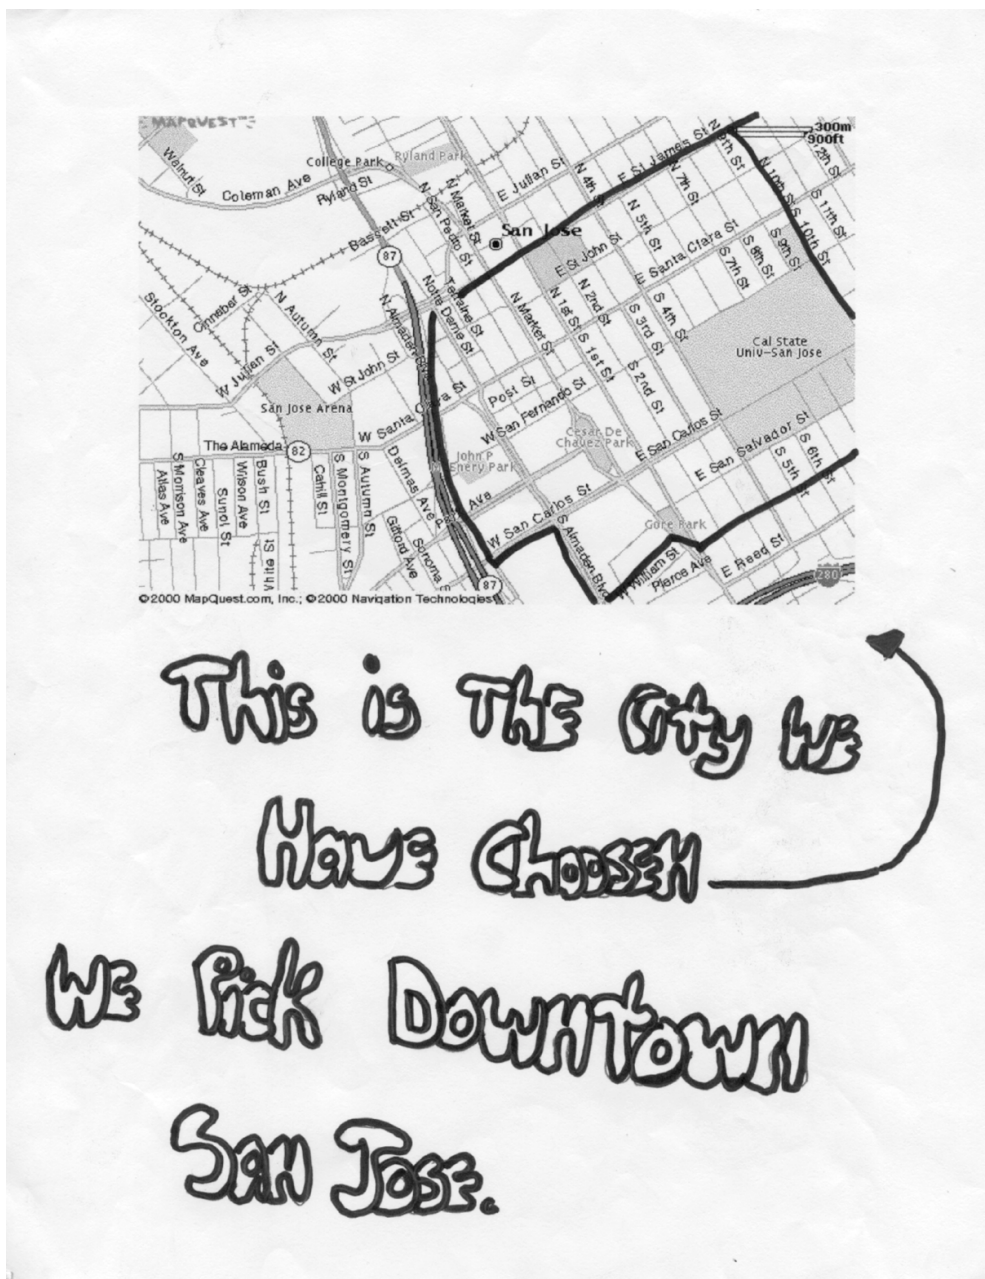 MAPQUEST
300m
900ft
Walnut St
College Park
Ryland Park
Coleman Ave
Ryland St
E Julian St
E St James St
N 9th St
N 7th St
N 4th St
N 10th St
S 10th St
S 11th St
Bassett St
N San Pedro St
N Market St
San Jose
N 5th St
E St John St
E Santa Clara St
S 7th St
S 8th St
S 9th St
87
Stockton Ave
Cinnebar St
N Autumn St
Notre Dame St
Terraine St
N Market St
N 1st St
N 2nd St
S 1st St
S 3rd St
S 4th St
S 2nd St
Cal State
Univ-San Jose
W Julian St
W St John St
San Jose Arena
W Santa Clara St
Post St
W San Fernando St
Cesar De
Chavez Park
E San Carlos St
E San Salvador St
The Alameda
82
John P
Park
S 5th St
S 6th St
Atlas Ave
S Morrison Ave
Cleaves Ave
Sunol St
Wilson Ave
Bush St
Cahill St
S Montgomery St
S Autumn St
Delmas Ave
Gifford Ave
Sonoma
W San Carlos St
S Almaden Blvd
Gore Park
William St
Pierce Ave
E Reed St
280
87
©2000 MapQuest.com, Inc.; ©2000 Navigation Technologies
This is The City We
Have Choosen
We Pick Downtown
San Jose.